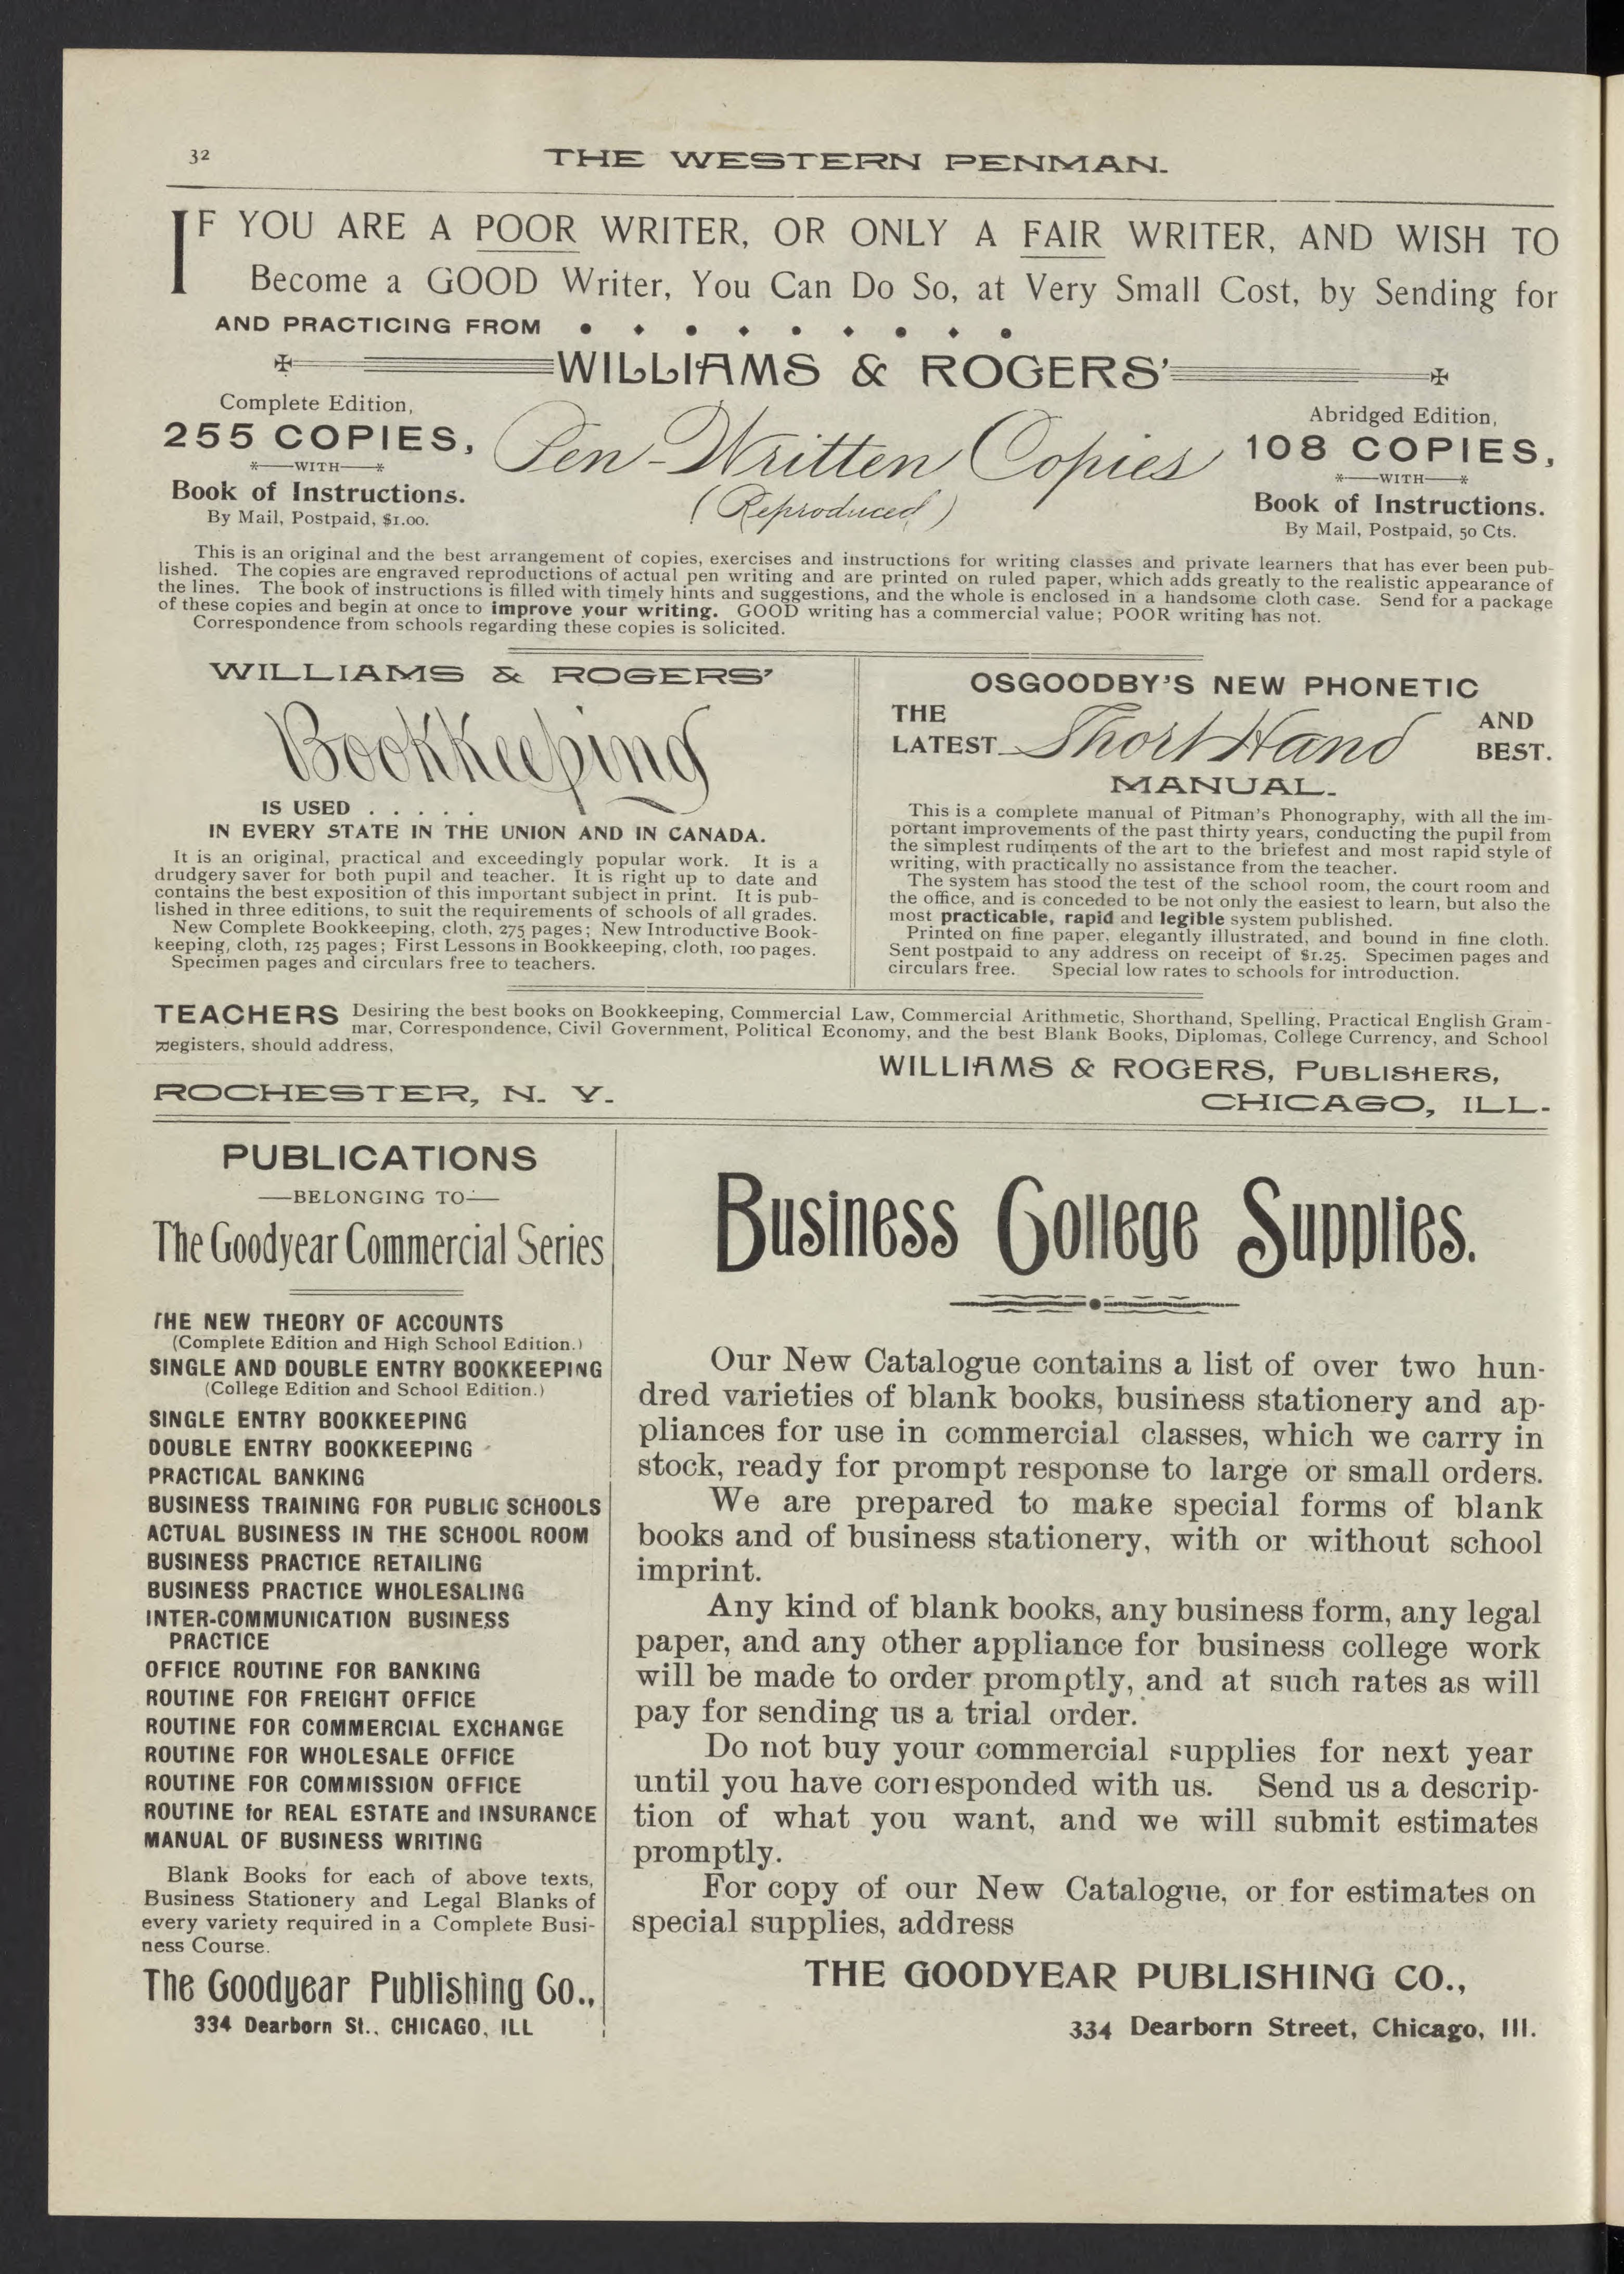 32
THE WESTERN PENMAN.
IF YOU ARE A POOR WRITER, OR ONLY A FAIR WRITER, AND WISH TO
Become a GOOD Writer, You Can Do So, at Very Small Cost, by Sending for
AND PRACTICING FROM
WILLIAMS & ROGERS'
Complete Edition,
255 COPIES,
WITH
Book of Instructions.
By Mail, Postpaid, $1.00.
Pen-Written Copies
(Reproduced)
Abridged Edition,
108 COPIES,
WITH
Book of Instructions.
By Mail, Postpaid, 50 Cts.
This is an original and the best arrangement of copies, exercises and instructions for writing classes and private learners that has ever been pub-
lished. The copies are engraved reproductions of actual pen writing and are printed on ruled paper, which adds greatly to the realistic appearance of
the lines. The book of instructions is filled with timely hints and suggestions, and the whole is enclosed in a handsome cloth case. Send for a package
of these copies and begin at once to improve your writing. GOOD writing has a commercial value; POOR writing has not.
Correspondence from schools regarding these copies is solicited.
WILLIAMS & ROGERS'
Bookkeeping
IS USED . . . . .
IN EVERY STATE IN THE UNION AND IN CANADA.
It is an original, practical and exceedingly popular work. It is a
drudgery saver for both pupil and teacher. It is right up to date and
contains the best exposition of this important subject in print. It is pub-
lished in three editions, to suit the requirements of schools of all grades.
New Complete Bookkeeping, cloth, 275 pages; New Introductive Book-
keeping, cloth, 125 pages; First Lessons in Bookkeeping, cloth, 100 pages.
Specimen pages and circulars free to teachers.
OSGOODBY'S NEW PHONETIC
THE
LATEST
Short Hand
AND
BEST.
MANUAL.
This is a complete manual of Pitman's Phonography, with all the im-
portant improvements of the past thirty years, conducting the pupil from
the simplest rudiments of the art to the briefest and most rapid style of
writing, with practically no assistance from the teacher.
The system has stood the test of the school room, the court room and
the office, and is conceded to be not only the easiest to learn, but also the
most practicable, rapid and legible system published.
Printed on fine paper, elegantly illustrated, and bound in fine cloth.
Sent postpaid to any address on receipt of $1.25. Specimen pages and
circulars free. Special low rates to schools for introduction.
TEACHERS Desiring the best books on Bookkeeping, Commercial Law, Commercial Arithmetic, Shorthand, Spelling, Practical English Gram-
mar, Correspondence, Civil Government, Political Economy, and the best Blank Books, Diplomas, College Currency, and School
Registers, should address,
WILLIAMS & ROGERS, PUBLISHERS,
ROCHESTER, N. Y.
CHICAGO, ILL.
PUBLICATIONS
—BELONGING TO—
The Goodyear Commercial Series
THE NEW THEORY OF ACCOUNTS
(Complete Edition and High School Edition.)
SINGLE AND DOUBLE ENTRY BOOKKEEPING
(College Edition and School Edition.)
SINGLE ENTRY BOOKKEEPING
DOUBLE ENTRY BOOKKEEPING
PRACTICAL BANKING
BUSINESS TRAINING FOR PUBLIC SCHOOLS
ACTUAL BUSINESS IN THE SCHOOL ROOM
BUSINESS PRACTICE RETAILING
BUSINESS PRACTICE WHOLESALING
INTER-COMMUNICATION BUSINESS
PRACTICE
OFFICE ROUTINE FOR BANKING
ROUTINE FOR FREIGHT OFFICE
ROUTINE FOR COMMERCIAL EXCHANGE
ROUTINE FOR WHOLESALE OFFICE
ROUTINE FOR COMMISSION OFFICE
ROUTINE for REAL ESTATE and INSURANCE
MANUAL OF BUSINESS WRITING
Blank Books for each of above texts,
Business Stationery and Legal Blanks of
every variety required in a Complete Busi-
ness Course.
The Goodyear Publishing Co.,
334 Dearborn St., CHICAGO, ILL
Business College Supplies.
Our New Catalogue contains a list of over two hun-
dred varieties of blank books, business stationery and ap-
pliances for use in commercial classes, which we carry in
stock, ready for prompt response to large or small orders.
We are prepared to make special forms of blank
books and of business stationery, with or without school
imprint.
Any kind of blank books, any business form, any legal
paper, and any other appliance for business college work
will be made to order promptly, and at such rates as will
pay for sending us a trial order.
Do not buy your commercial supplies for next year
until you have corresponded with us. Send us a descrip-
tion of what you want, and we will submit estimates
promptly.
For copy of our New Catalogue, or for estimates on
special supplies, address
THE GOODYEAR PUBLISHING CO.,
334 Dearborn Street, Chicago, Ill.